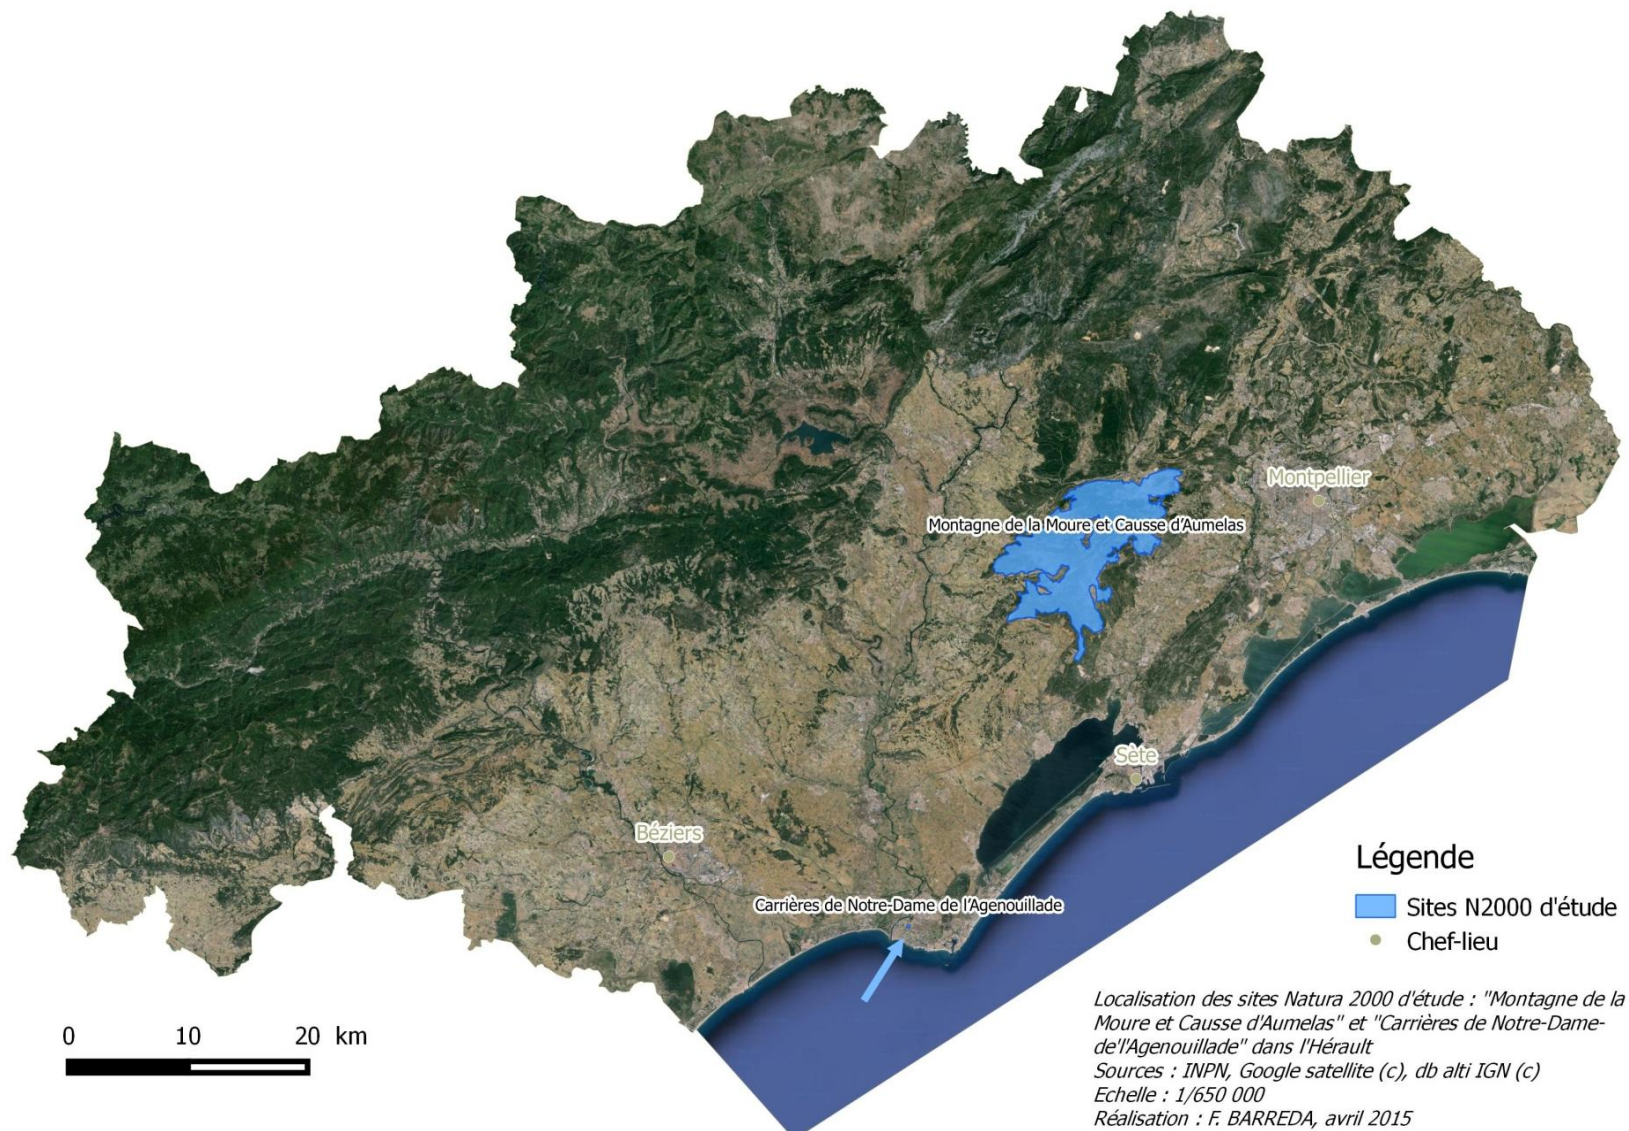 Montpellier
Montagne de la Moure et Causse d'Aumelas
Sète
Béziers
Carrières de Notre-Dame de l'Agenouillade
Légende
Sites N2000 d'étude
Chef-lieu
0 10 20 km
Localisation des sites Natura 2000 d'étude : "Montagne de la
Moure et Causse d'Aumelas" et "Carrières de Notre-Dame-
de'l'Agenouillade" dans l'Hérault
Sources : INPN, Google satellite (c), db alti IGN (c)
Echelle : 1/650 000
Réalisation : F. BARREDA, avril 2015